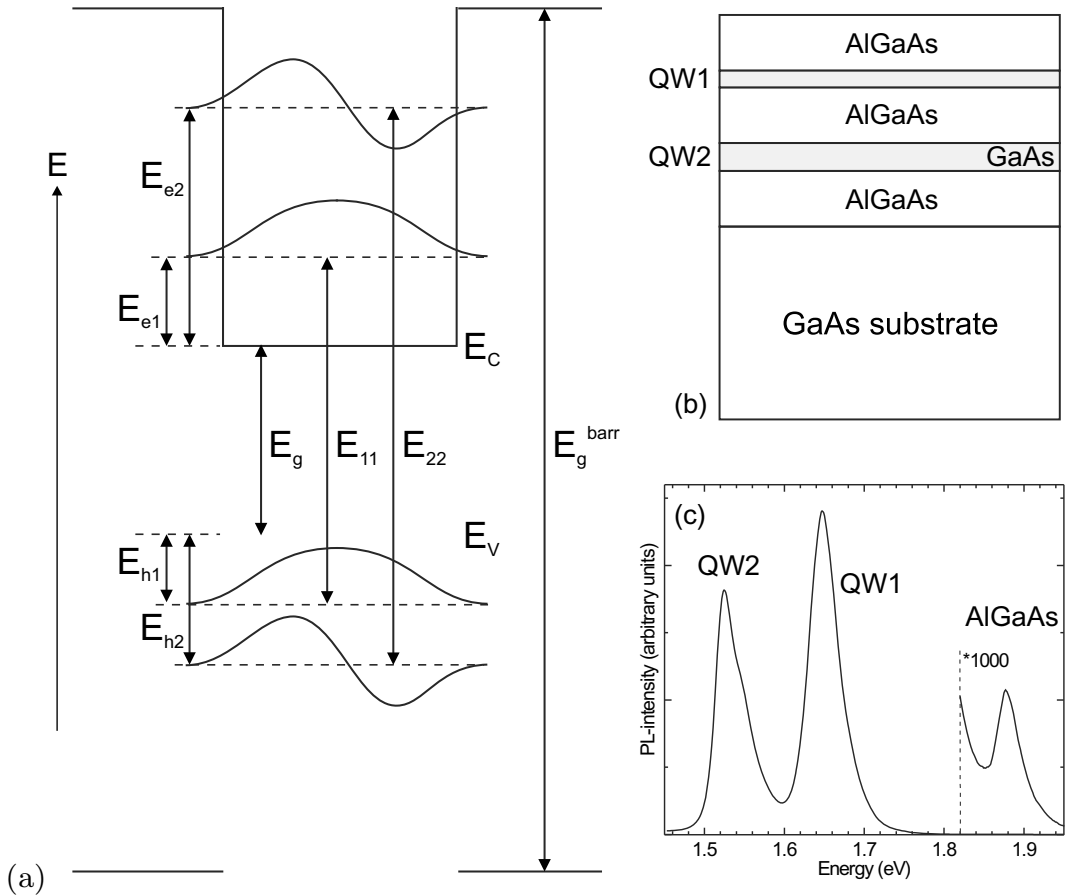 E
E_e2
E_e1
E_C
E_g
E_11
E_22
E_g^barr
E_V
E_h1
E_h2
(a)
AlGaAs
QW1
AlGaAs
QW2
GaAs
AlGaAs
GaAs substrate
(b)
(c)
QW2
QW1
AlGaAs
*1000
PL-intensity (arbitrary units)
1.5 1.6 1.7 1.8 1.9
Energy (eV)